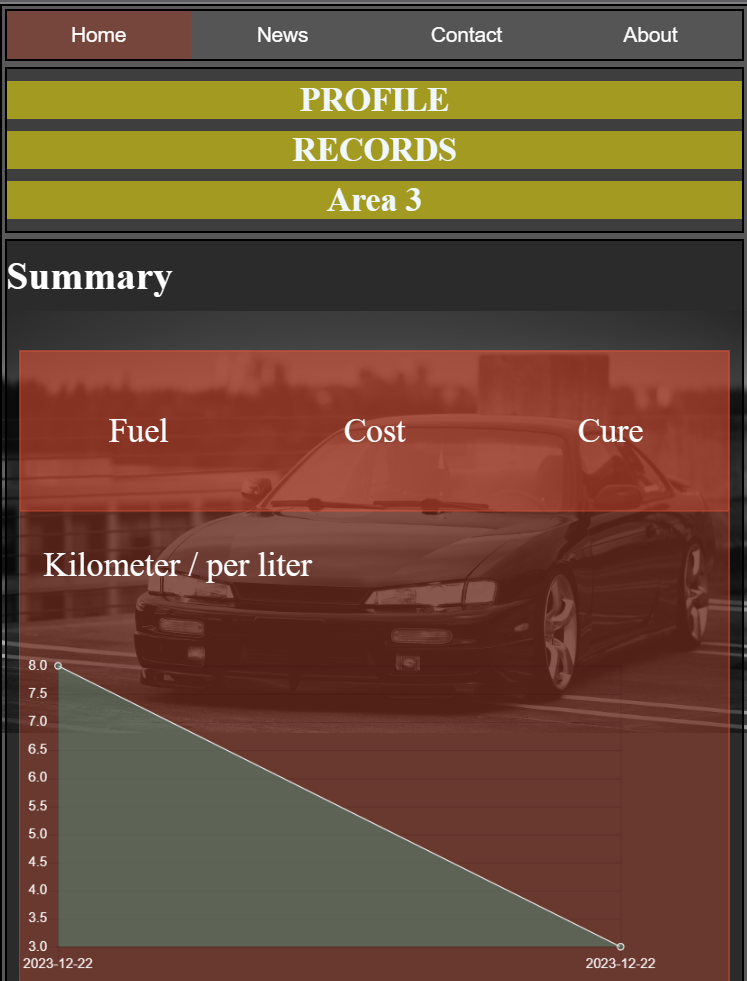 Home News Contact About
PROFILE
RECORDS
Area 3
Summary
Fuel Cost Cure
Kilometer / per liter
8.0
7.5
7.0
6.5
6.0
5.5
5.0
4.5
4.0
3.5
3.0
2023-12-22 2023-12-22